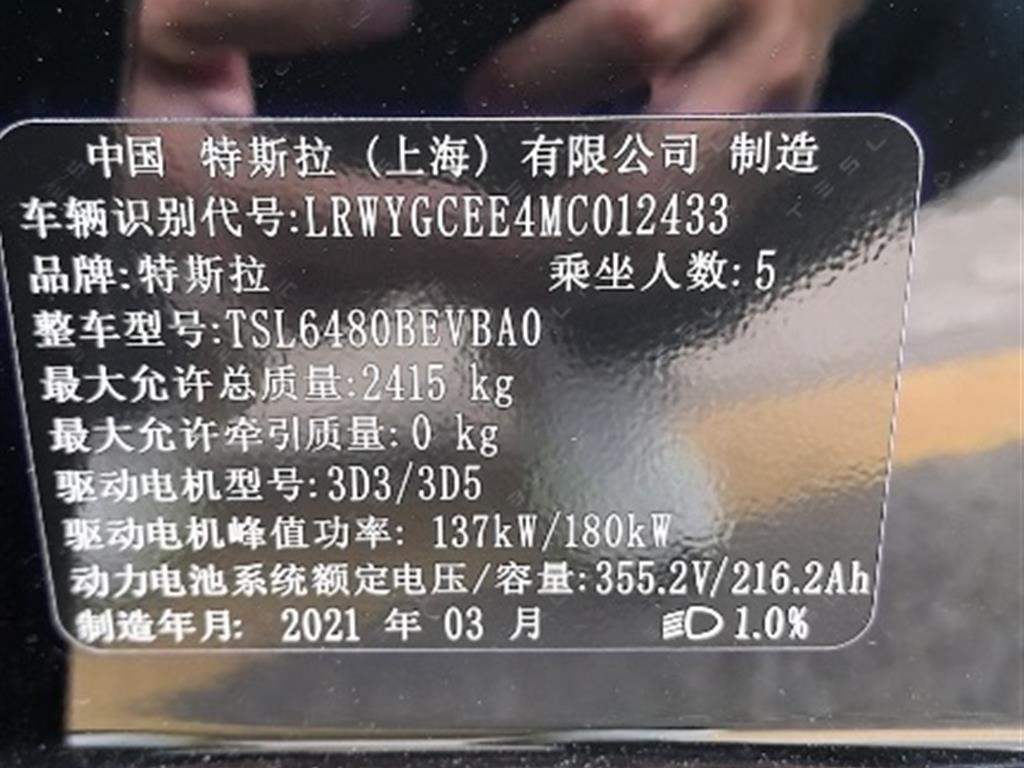 中国 特斯拉 (上海) 有限公司 制造
车辆识别代号:LRWYGCEE4MC012433
品牌:特斯拉 乘坐人数:5
整车型号:TSL6480BEVBA0
最大允许总质量:2415 kg
最大允许牵引质量:0 kg
驱动电机型号:3D3/3D5
驱动电机峰值功率: 137kW/180kW
动力电池系统额定电压/容量:355.2V/216.2Ah
制造年月: 2021 年 03 月 1.0%